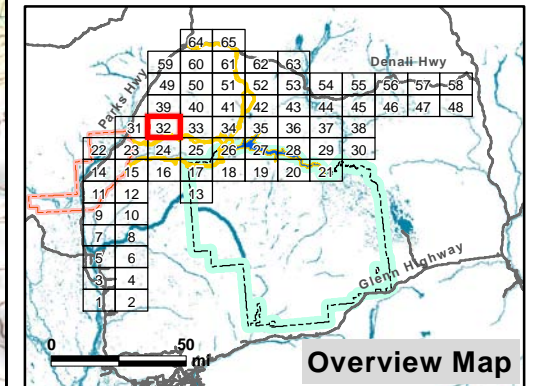 64 65
59 60 61 62 63
Denali Hwy
49 50 51 52 53 54 55 56 57 58
Parks Hwy
39 40 41 42 43 44 45 46 47 48
31 32 33 34 35 36 37 38
22 23 24 25 26 27 28 29 30
14 15 16 17 18 19 20 21
11 12 13
9 10
7 8
5 6
Glenn Highway
3 4
1 2
0 50
mi
Overview Map